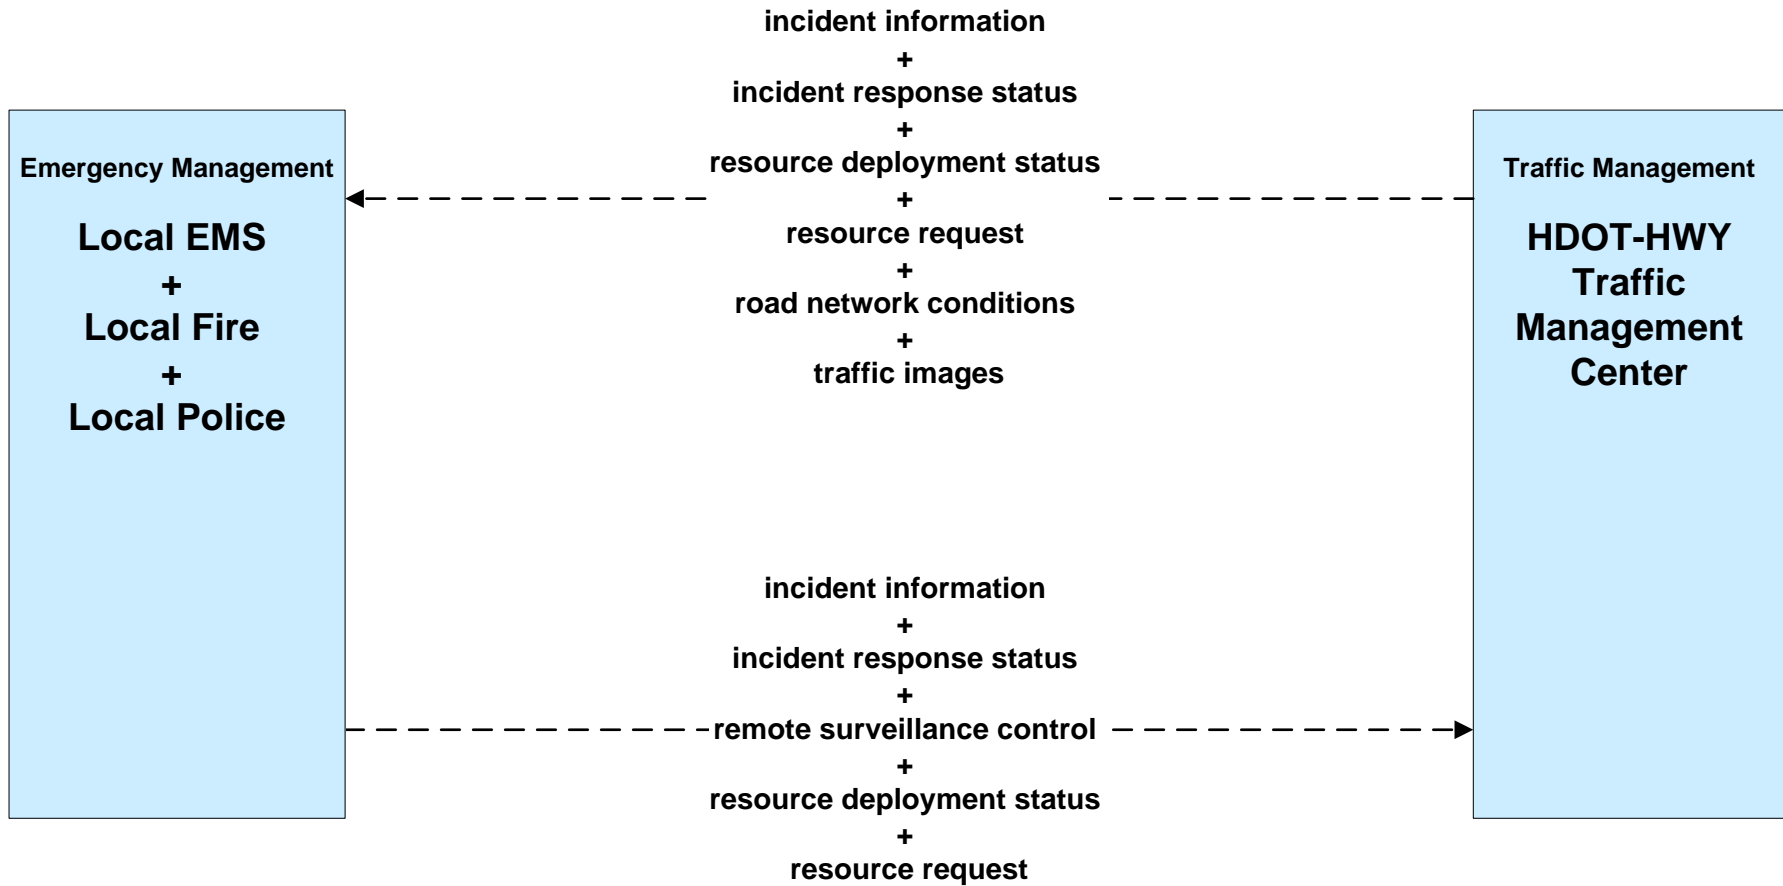 Emergency Management
Local EMS
+
Local Fire
+
Local Police
incident information
+
incident response status
+
resource deployment status
+
resource request
+
road network conditions
+
traffic images
incident information
+
incident response status
+
remote surveillance control
+
resource deployment status
+
resource request
Traffic Management
HDOT-HWY
Traffic
Management
Center